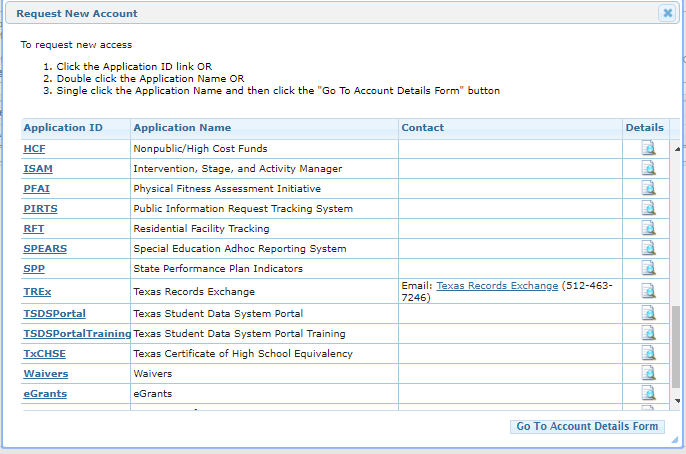 Request New Account
To request new access
1. Click the Application ID link OR
2. Double click the Application Name OR
3. Single click the Application Name and then click the "Go To Account Details Form" button
Application ID Application Name Contact Details
HCF Nonpublic/High Cost Funds
ISAM Intervention, Stage, and Activity Manager
PFAI Physical Fitness Assessment Initiative
PIRTS Public Information Request Tracking System
RFT Residential Facility Tracking
SPEARS Special Education Adhoc Reporting System
SPP State Performance Plan Indicators
TREx Texas Records Exchange Email: Texas Records Exchange (512-463-
7246)
TSDSPortal Texas Student Data System Portal
TSDSPortalTraining Texas Student Data System Portal Training
TxCHSE Texas Certificate of High School Equivalency
Waivers Waivers
eGrants eGrants
Go To Account Details Form